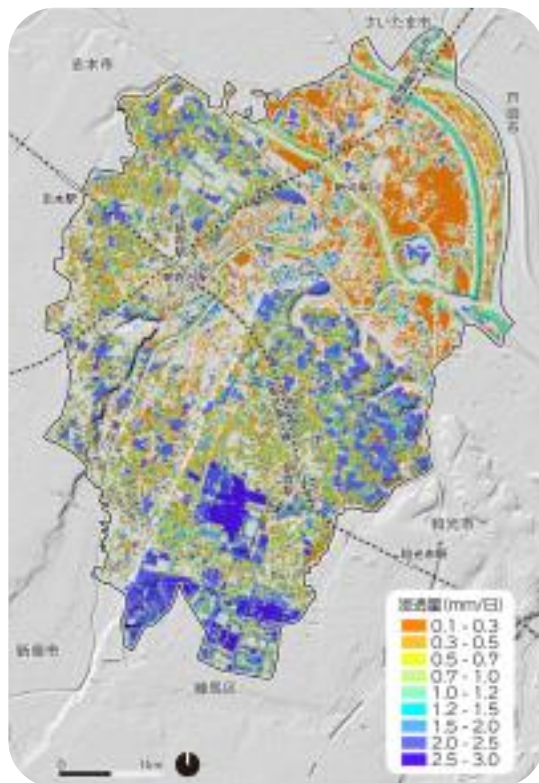 さいたま市
志木市
戸田市
志木駅
和光市
和光市駅
新座市
練馬区
0 1km
浸透量(mm/日)
0.1 - 0.3
0.3 - 0.5
0.5 - 0.7
0.7 - 1.0
1.0 - 1.2
1.2 - 1.5
1.5 - 2.0
2.0 - 2.5
2.5 - 3.0